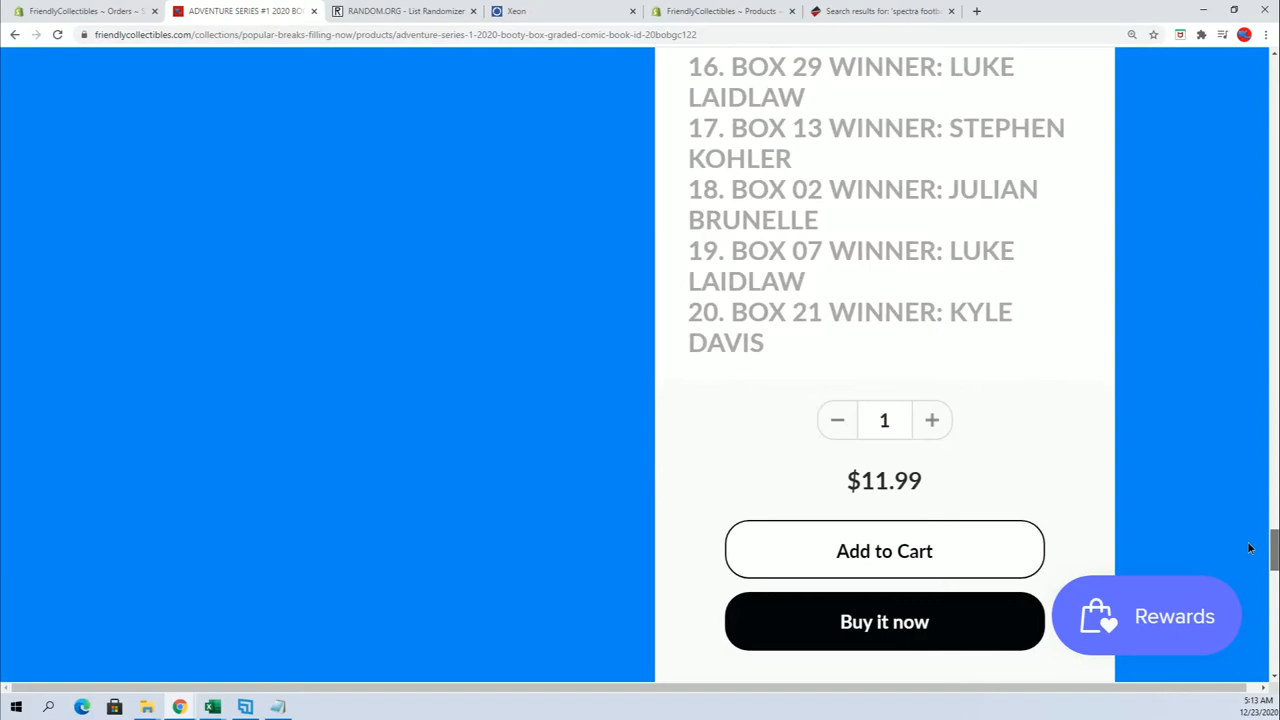 FriendlyCollectibles ~ Orders ~ S
ADVENTURE SERIES #1 2020 BO
RANDOM.ORG - List Randomizer
Xeon
FriendlyCollectibles ~ Products ~
Search results for: 'spectra footb
friendlycollectibles.com/collections/popular-breaks-filling-now/products/adventure-series-1-2020-booty-box-graded-comic-book-id-20bobgc122
16. BOX 29 WINNER: LUKE
LAIDLAW
17. BOX 13 WINNER: STEPHEN
KOHLER
18. BOX 02 WINNER: JULIAN
BRUNELLE
19. BOX 07 WINNER: LUKE
LAIDLAW
20. BOX 21 WINNER: KYLE
DAVIS
1
$11.99
Add to Cart
Buy it now
Rewards
5:13 AM
12/23/2020